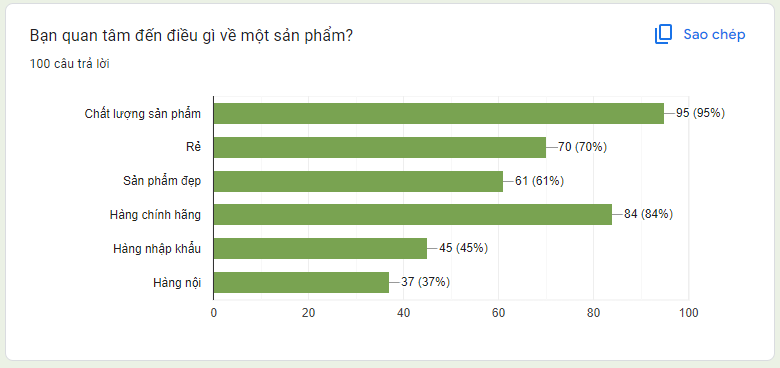 Bạn quan tâm đến điều gì về một sản phẩm?
Sao chép
100 câu trả lời
Chất lượng sản phẩm 95 (95%)
Rẻ 70 (70%)
Sản phẩm đẹp 61 (61%)
Hàng chính hãng 84 (84%)
Hàng nhập khẩu 45 (45%)
Hàng nội 37 (37%)
0 20 40 60 80 100